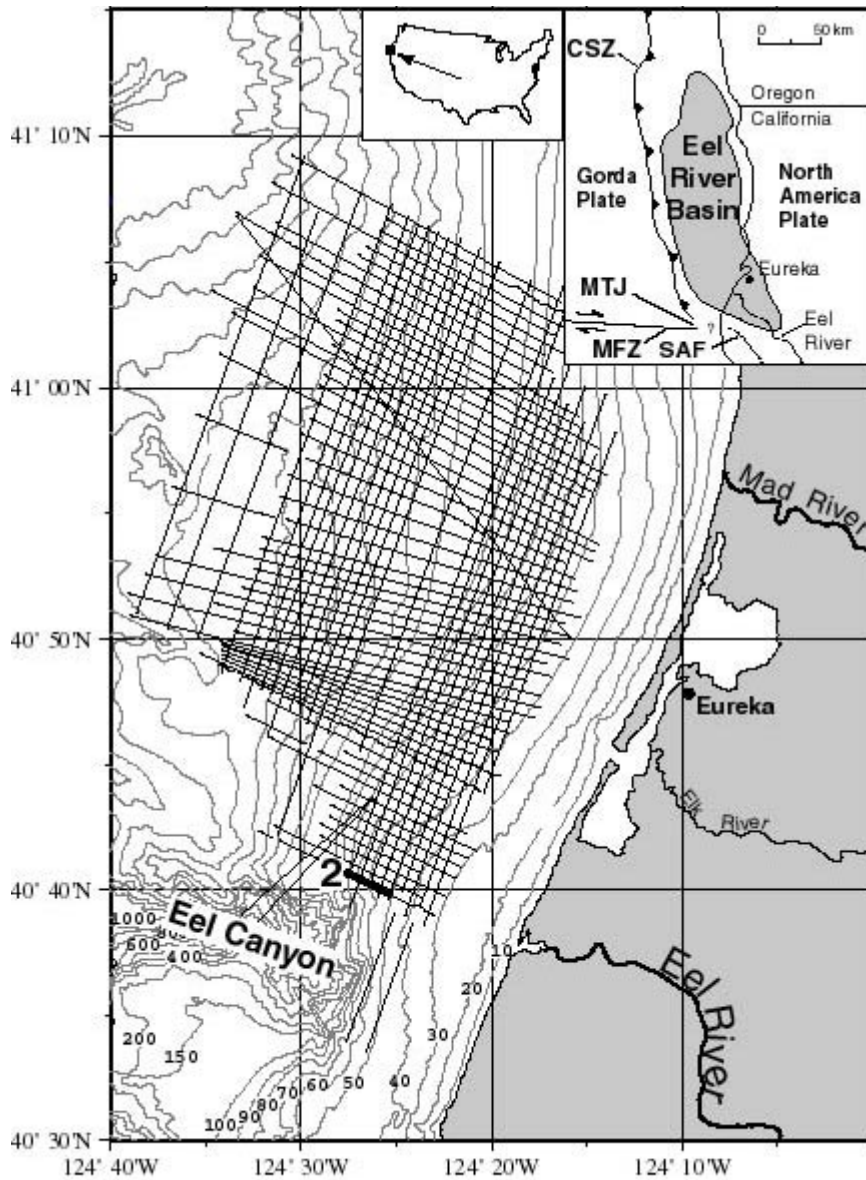 0 50 km
CSZ
Oregon
California
Eel
River
Basin
Gorda
Plate
North
America
Plate
Eureka
MTJ
MFZ
SAF
?
Eel
River
41° 10'N
41° 00'N
40° 50'N
40° 40'N
40° 30'N
Mad River
Eureka
Elk River
2
Eel Canyon
Eel River
1000
600
400
200
150
100
90
80
70
60
50
40
30
20
10
124° 40'W
124° 30'W
124° 20'W
124° 10'W